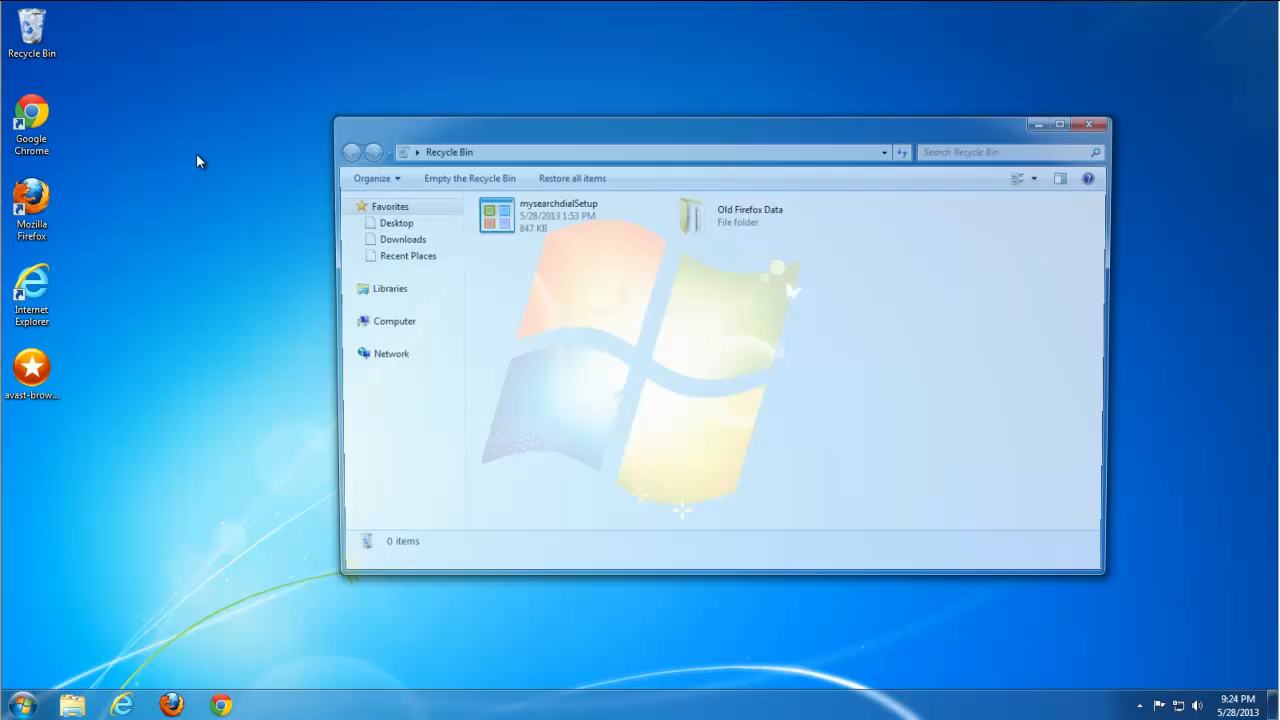 Recycle Bin
Google
Chrome
Mozilla
Firefox
Internet
Explorer
avast-brow...
Recycle Bin
Search Recycle Bin
Organize
Empty the Recycle Bin
Restore all items
Favorites
Desktop
Downloads
Recent Places
Libraries
Computer
Network
mysearchdialSetup
5/28/2013 1:53 PM
847 KB
Old Firefox Data
File folder
0 items
9:24 PM
5/28/2013